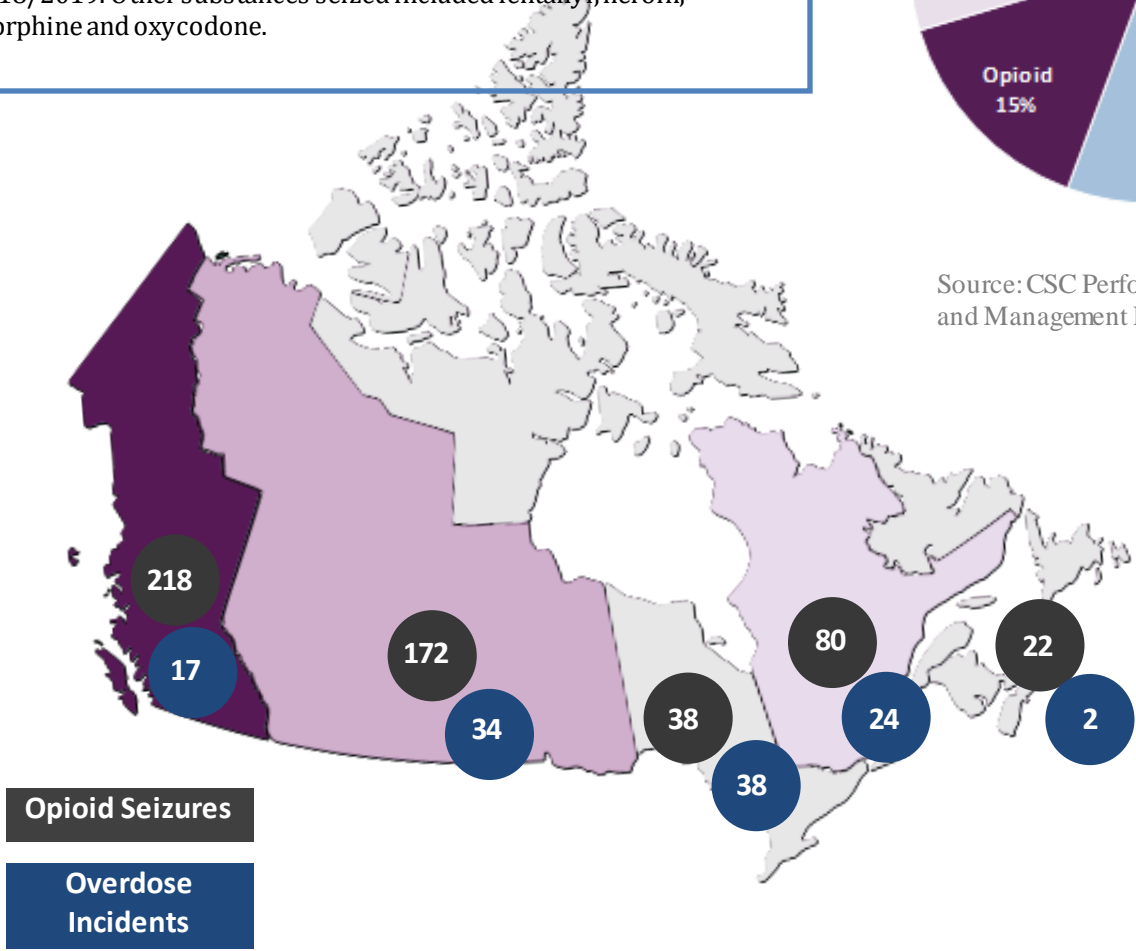 orphine and oxycodone.
Opioid
15%
Source: CSC
and Management
218
17
172
34
38
38
80
24
22
2
Opioid Seizures
Overdose
Incidents